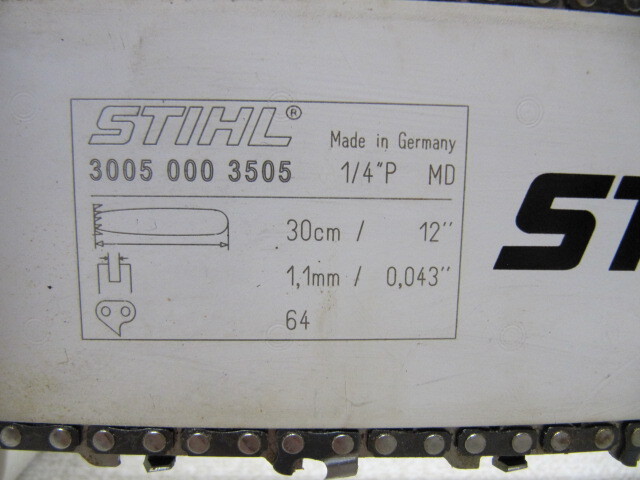 STIHL® Made in Germany
3005 000 3505 1/4"P MD
30cm / 12''
1,1mm / 0,043''
64
ST